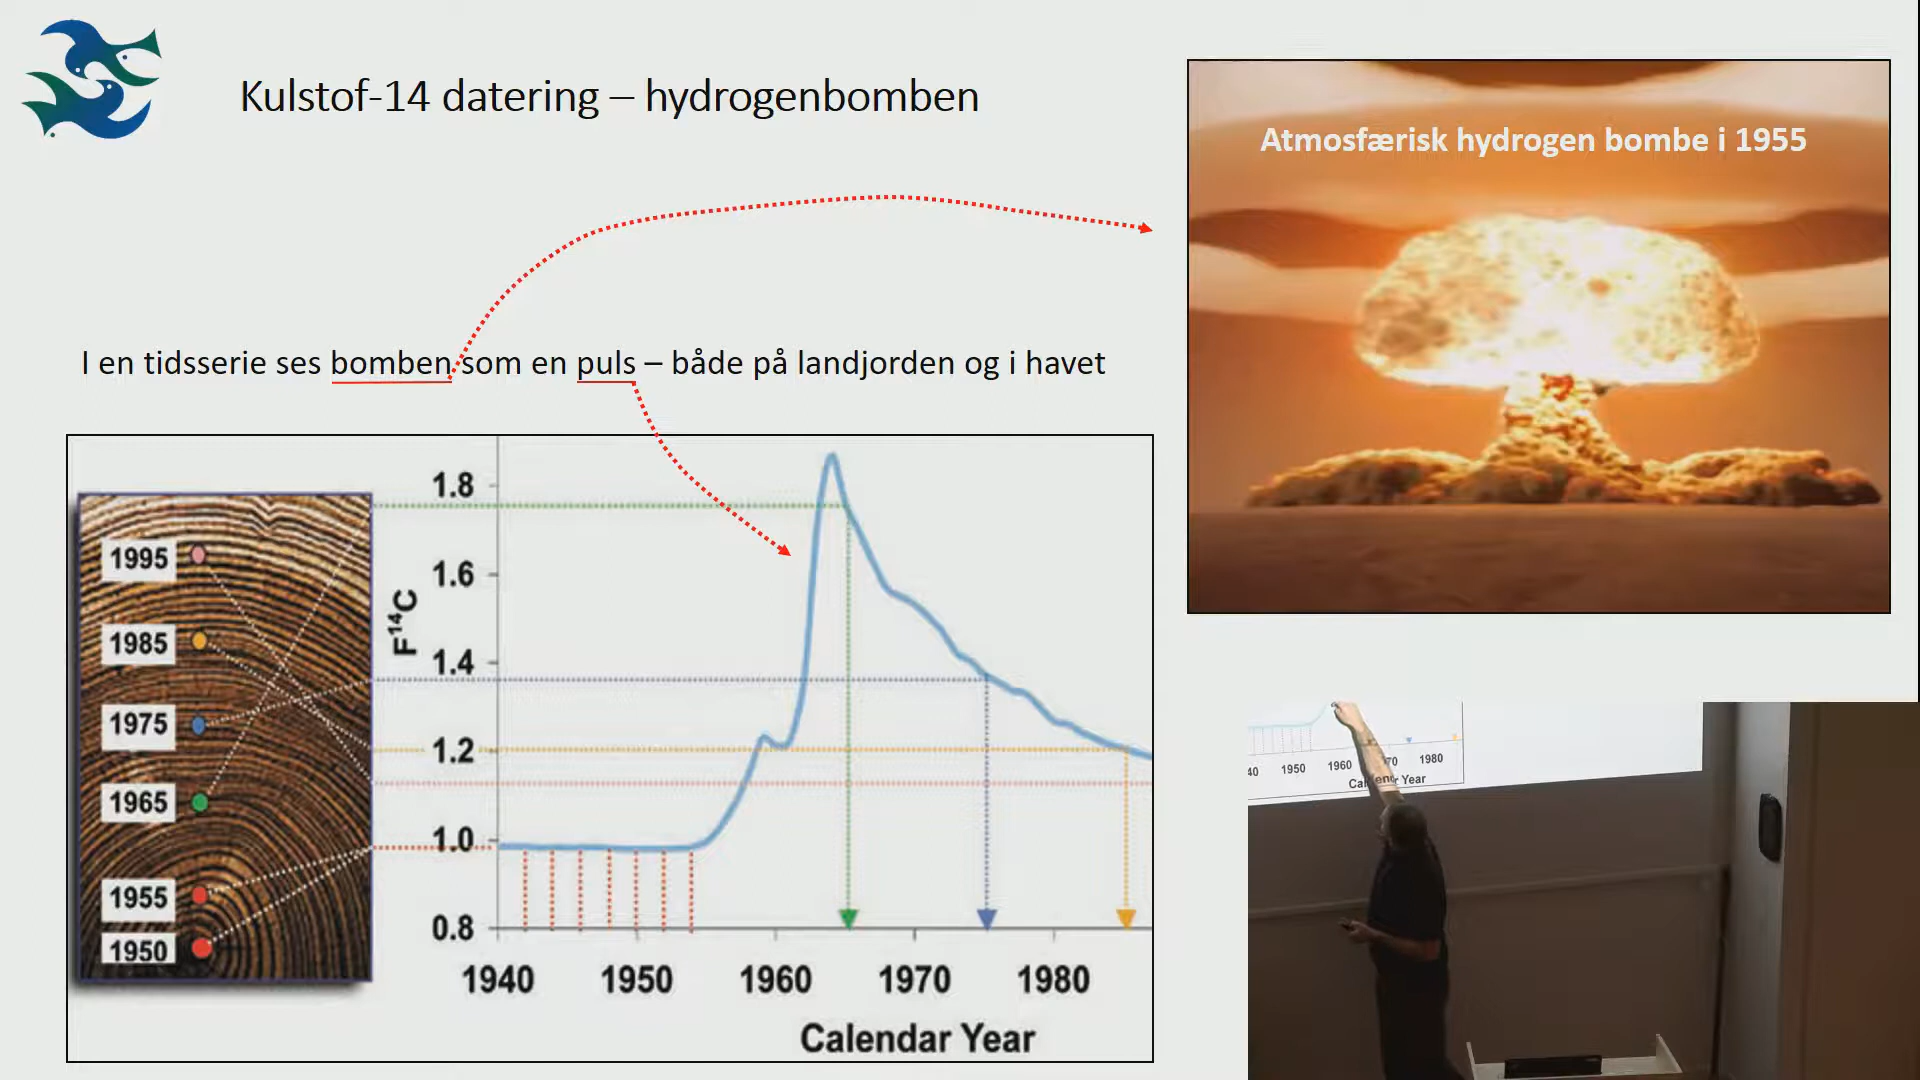 Kulstof-14 datering – hydrogenbomben
Atmosfærisk hydrogen bombe i 1955
I en tidsserie ses bomben som en puls – både på landjorden og i havet
1995
1985
1975
1965
1955
1950
F¹⁴C
1.8
1.6
1.4
1.2
1.0
0.8
1940 1950 1960 1970 1980
Calendar Year
40 1950 1960 70 1980
Year